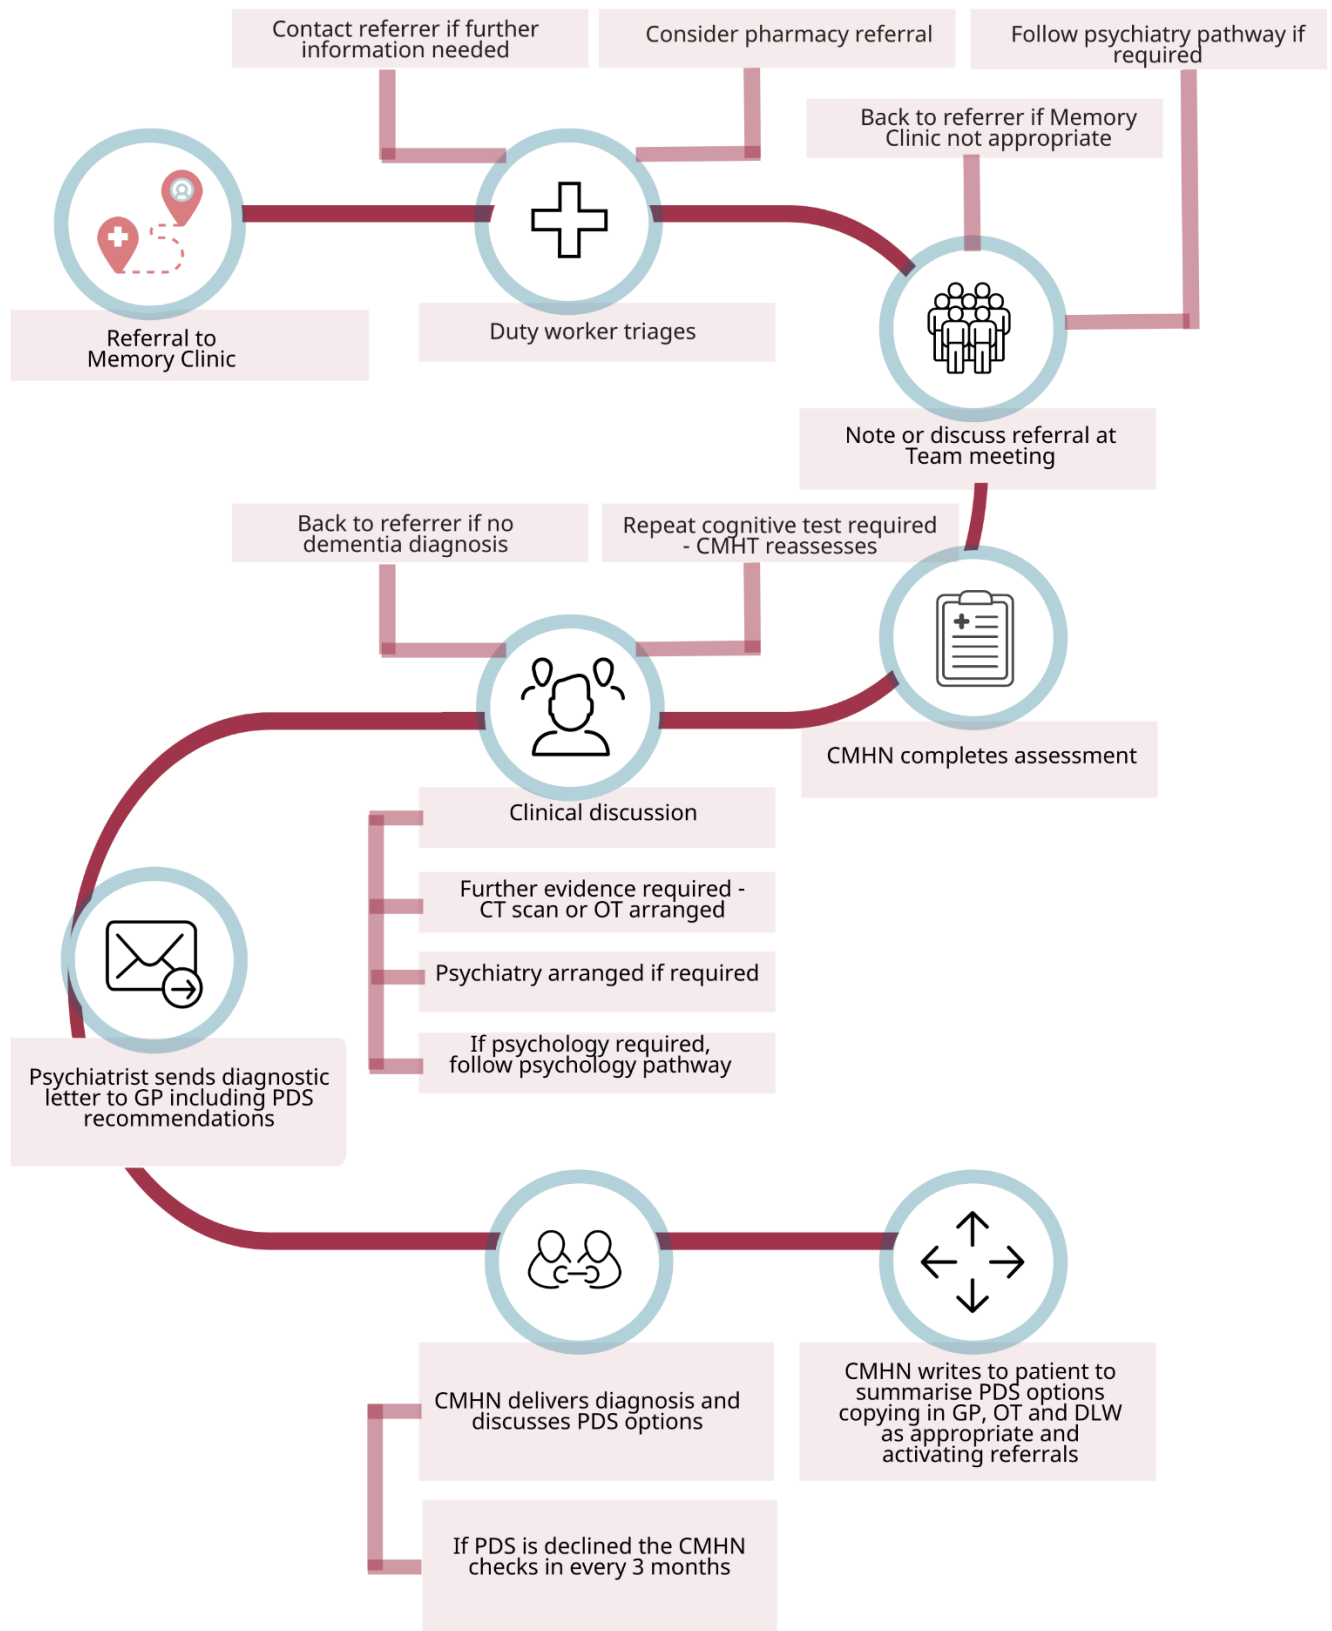 Contact referrer if further
information needed
Consider pharmacy referral
Follow psychiatry pathway if
required
Back to referrer if Memory
Clinic not appropriate
Referral to
Memory Clinic
Duty worker triages
Note or discuss referral at
Team meeting
Back to referrer if no
dementia diagnosis
Repeat cognitive test required
- CMHT reassesses
CMHN completes assessment
Clinical discussion
Further evidence required -
CT scan or OT arranged
Psychiatry arranged if required
If psychology required,
follow psychology pathway
Psychiatrist sends diagnostic
letter to GP including PDS
recommendations
CMHN delivers diagnosis and
discusses PDS options
CMHN writes to patient to
summarise PDS options
copying in GP, OT and DLW
as appropriate and
activating referrals
If PDS is declined the CMHN
checks in every 3 months